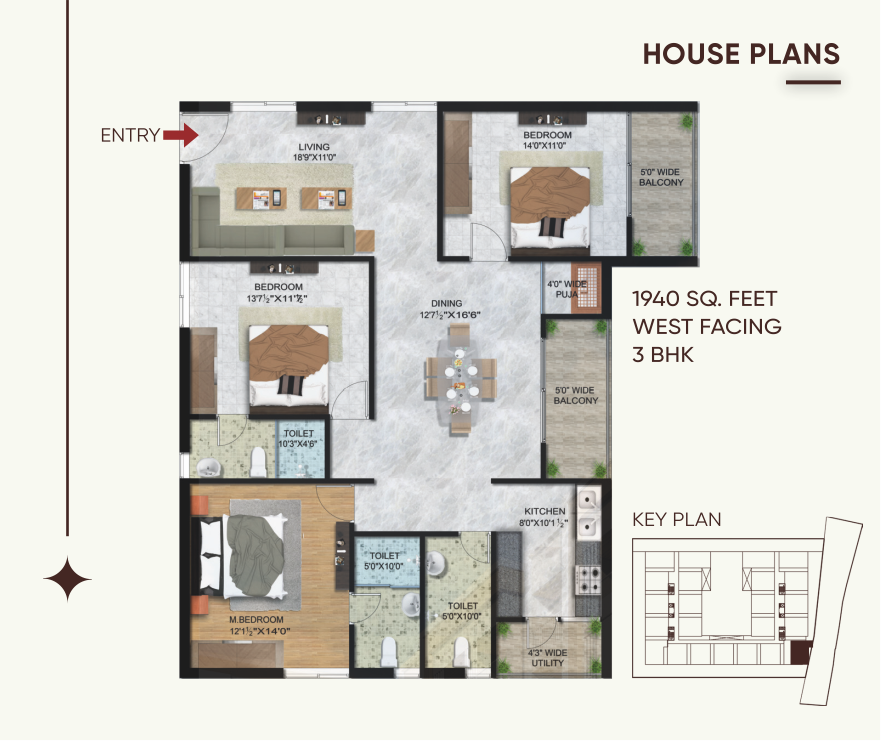 HOUSE PLANS
ENTRY
LIVING
18'9"X11'0"
BEDROOM
14'0"X11'0"
5'0" WIDE
BALCONY
BEDROOM
13'7½"X11'7½"
4'0" WIDE
PUJA
DINING
12'7½"X16'6"
1940 SQ. FEET
WEST FACING
3 BHK
5'0" WIDE
BALCONY
TOILET
10'3"X4'6"
KITCHEN
8'0"X10'1 ½"
KEY PLAN
TOILET
5'0"X10'0"
TOILET
5'0"X10'0"
M.BEDROOM
12'1½"X14'0"
4'3" WIDE
UTILITY